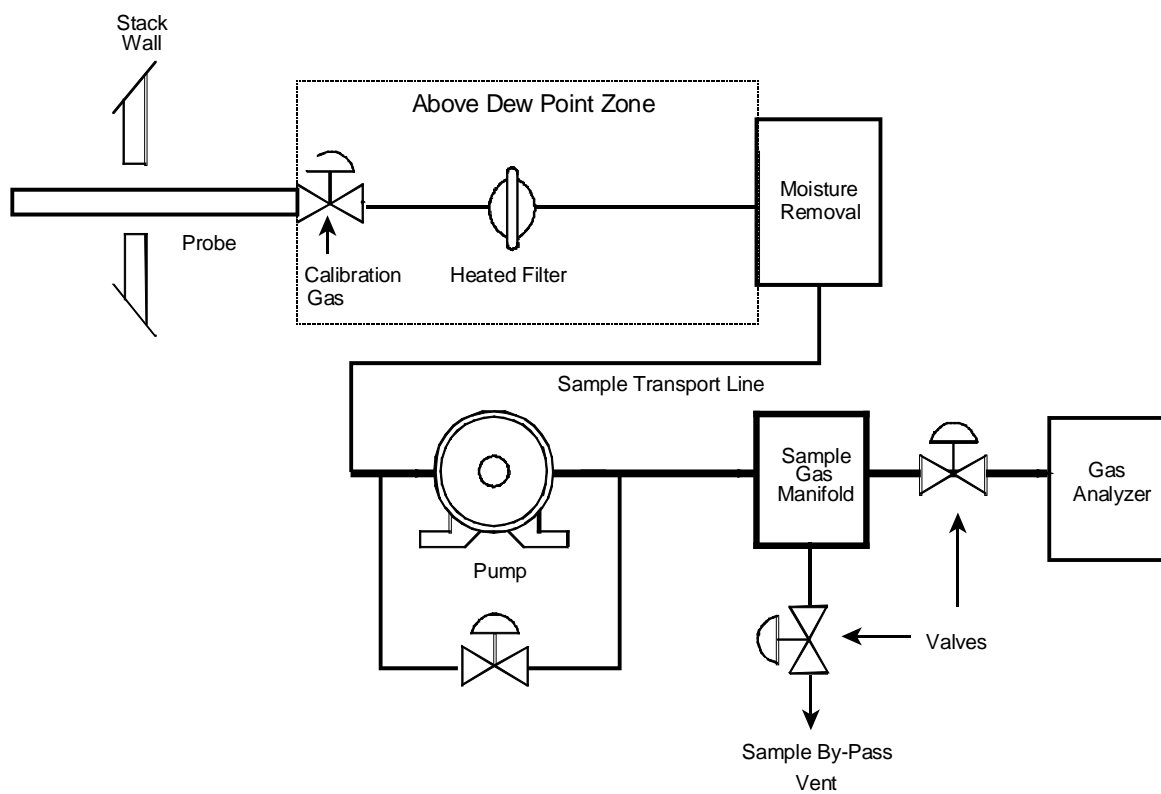 Stack
Wall
Above Dew Point Zone
Moisture
Removal
Probe
Calibration
Gas
Heated Filter
Sample Transport Line
Sample
Gas
Manifold
Gas
Analyzer
Pump
Valves
Sample By-Pass
Vent